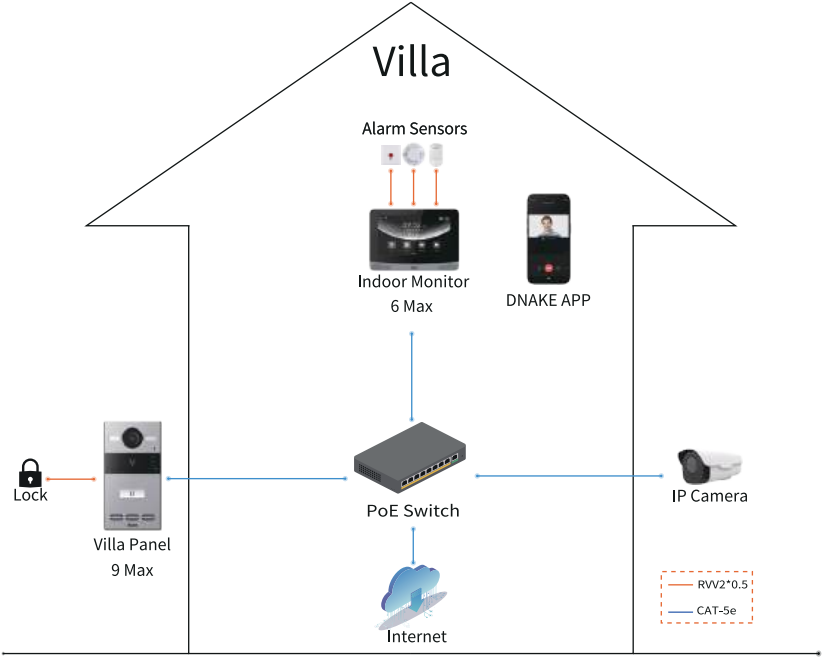 Villa
Alarm Sensors
Indoor Monitor
6 Max
DNAKE APP
Lock
Villa Panel
9 Max
PoE Switch
IP Camera
Internet
RVV2*0.5
CAT-5e